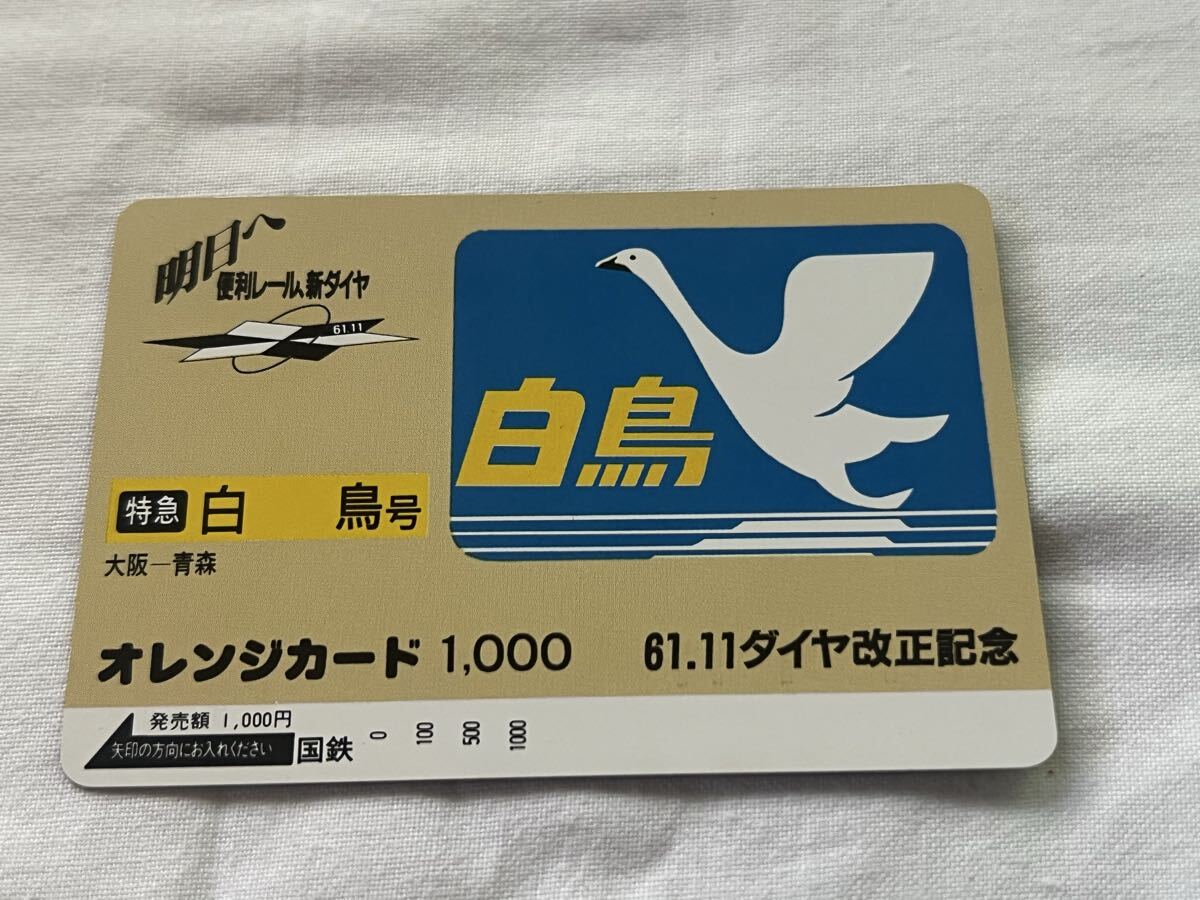 明日へ
便利レール、新ダイヤ
61.11
白鳥
特急 白 鳥号
大阪―青森
オレンジカード 1,000
61.11ダイヤ改正記念
発売額 1,000円
矢印の方向にお入れください
国鉄
0 100 500 1000